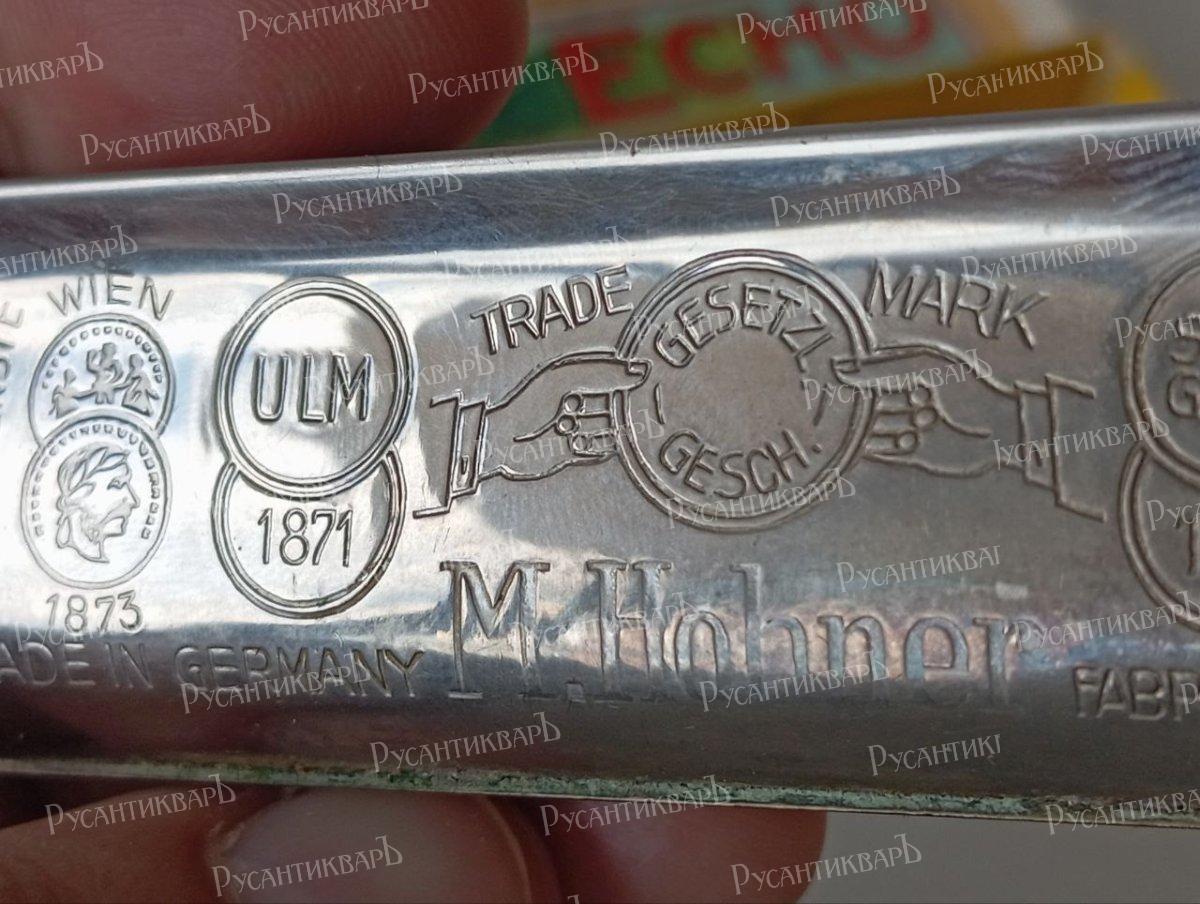 ECHO
WIEN
1873
ULM
1871
TRADE MARK
GESETZL.
GESCH.
MADE IN GERMANY
M. Hohner
РусАнтикварЪ